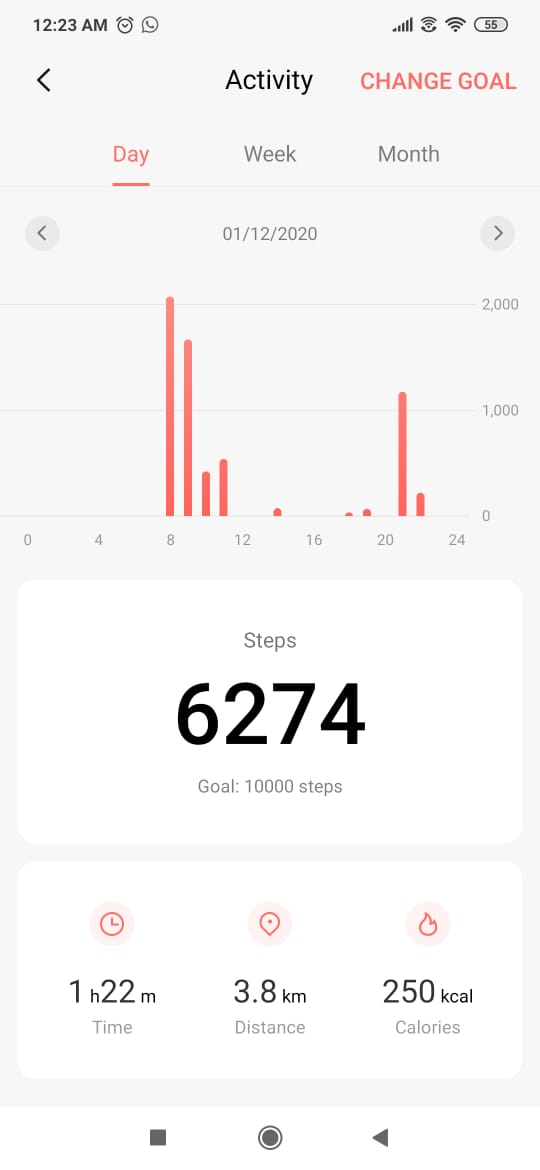 12:23 AM 55
Activity CHANGE GOAL
Day Week Month
01/12/2020
2,000
1,000
0
0 4 8 12 16 20 24
Steps
6274
Goal: 10000 steps
1 h22 m 3.8 km 250 kcal
Time Distance Calories